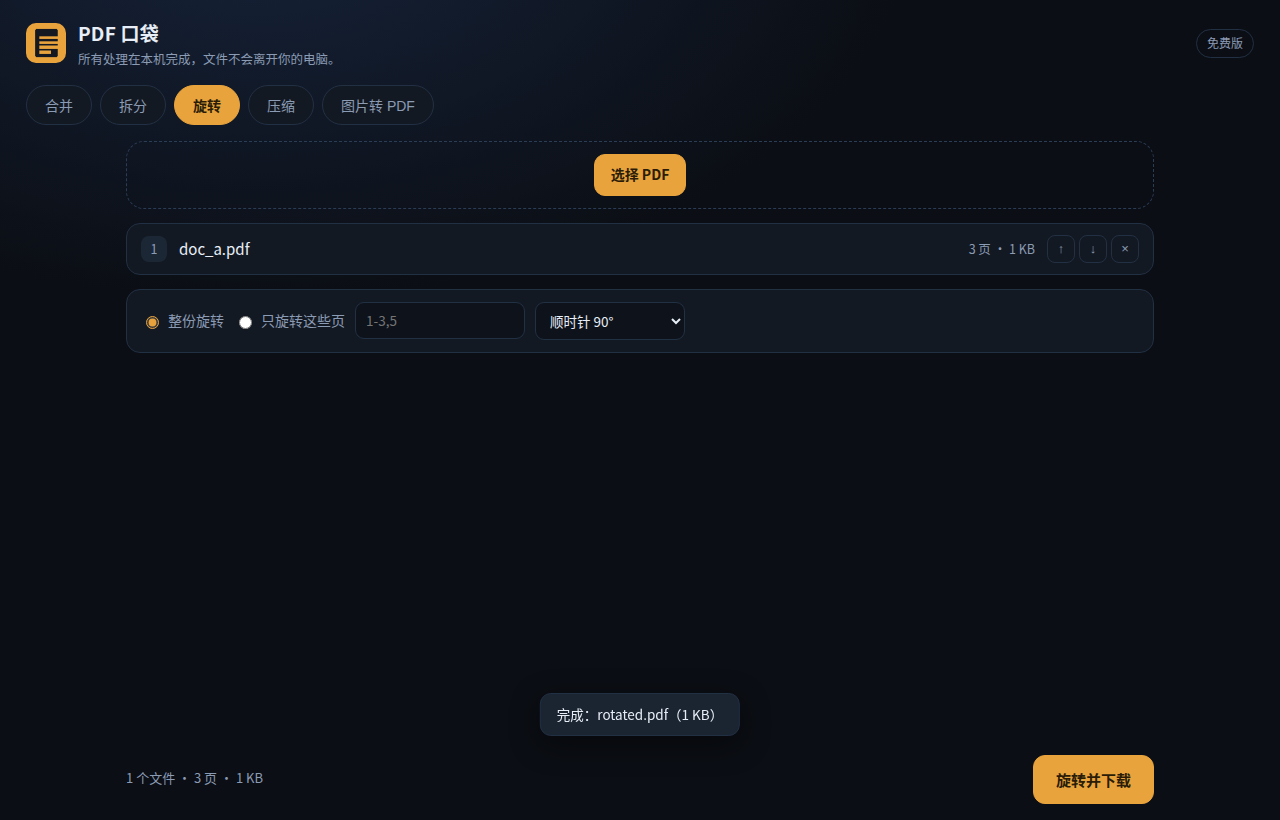 PDF 口袋
所有处理在本机完成，文件不会离开你的电脑。
免费版
合并
拆分
旋转
压缩
图片转 PDF
选择 PDF
1
doc_a.pdf
3 页 · 1 KB
↑
↓
×
整份旋转
只旋转这些页
1-3,5
顺时针 90°
完成：rotated.pdf（1 KB）
1 个文件 · 3 页 · 1 KB
旋转并下载